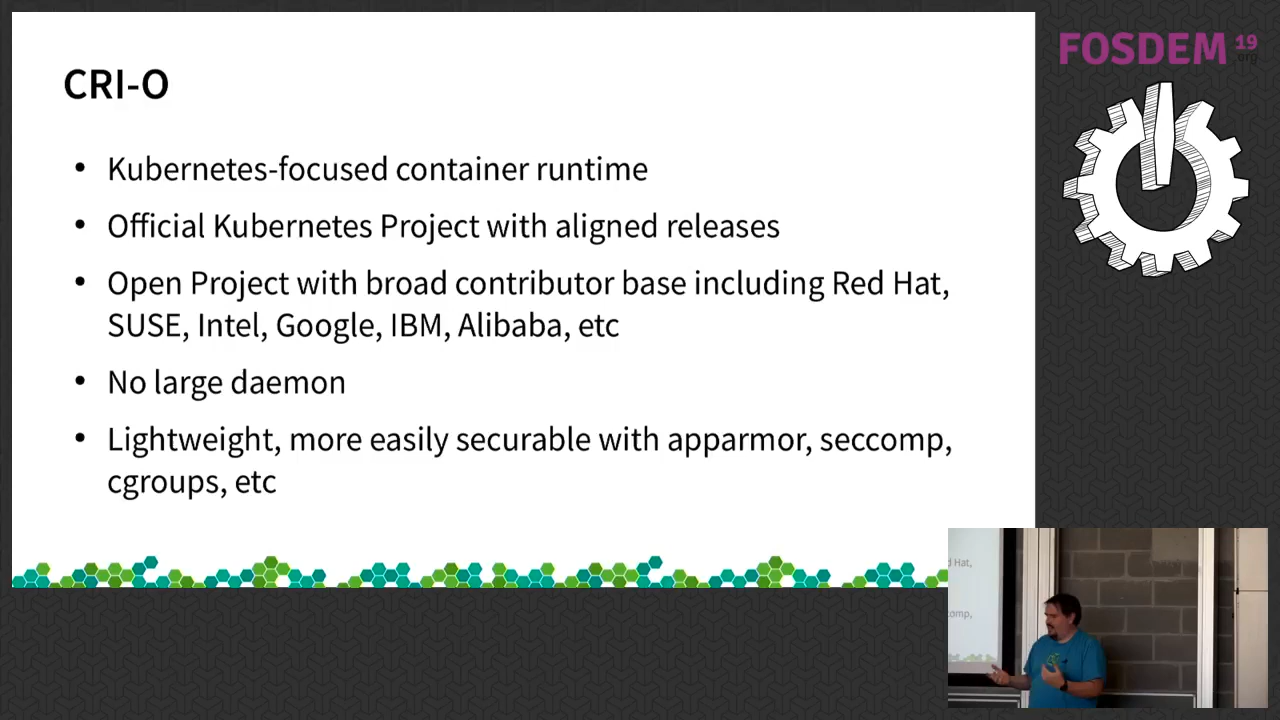 CRI-O
• Kubernetes-focused container runtime
• Official Kubernetes Project with aligned releases
• Open Project with broad contributor base including Red Hat,
SUSE, Intel, Google, IBM, Alibaba, etc
• No large daemon
• Lightweight, more easily securable with apparmor, seccomp,
cgroups, etc
FOSDEM 19
.org
Hat,
comp,